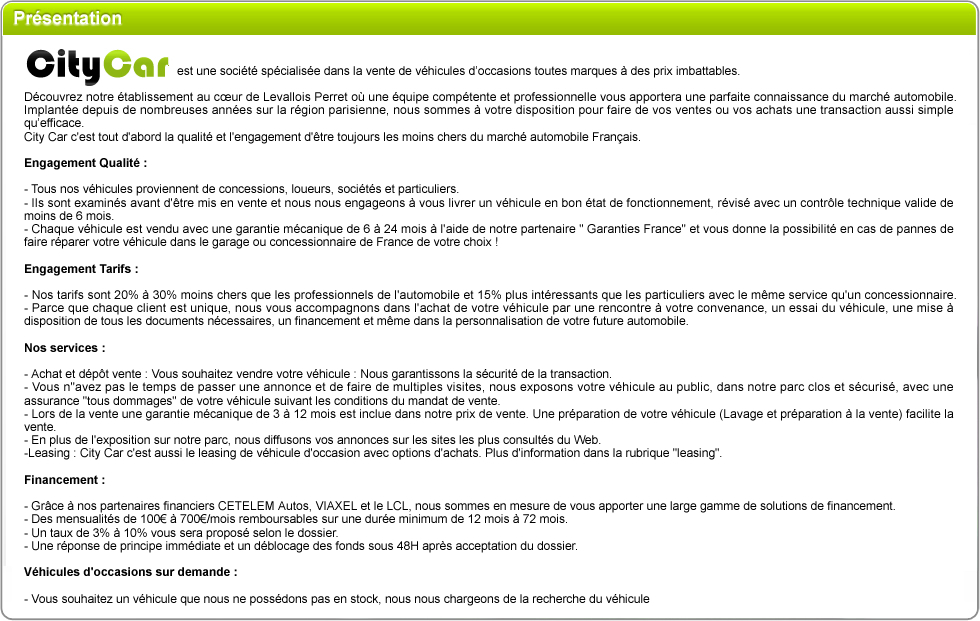 Présentation
CityCar est une société spécialisée dans la vente de véhicules d'occasions toutes marques à des prix imbattables.
Découvrez notre établissement au cœur de Levallois Perret où une équipe compétente et professionnelle vous apportera une parfaite connaissance du marché automobile.
Implantée depuis de nombreuses années sur la région parisienne, nous sommes à votre disposition pour faire de vos ventes ou vos achats une transaction aussi simple
qu'efficace.
City Car c'est tout d'abord la qualité et l'engagement d'être toujours les moins chers du marché automobile Français.
Engagement Qualité :
- Tous nos véhicules proviennent de concessions, loueurs, sociétés et particuliers.
- Ils sont examinés avant d'être mis en vente et nous nous engageons à vous livrer un véhicule en bon état de fonctionnement, révisé avec un contrôle technique valide de
moins de 6 mois.
- Chaque véhicule est vendu avec une garantie mécanique de 6 à 24 mois à l'aide de notre partenaire " Garanties France" et vous donne la possibilité en cas de pannes de
faire réparer votre véhicule dans le garage ou concessionnaire de France de votre choix !
Engagement Tarifs :
- Nos tarifs sont 20% à 30% moins chers que les professionnels de l'automobile et 15% plus intéressants que les particuliers avec le même service qu'un concessionnaire.
- Parce que chaque client est unique, nous vous accompagnons dans l'achat de votre véhicule par une rencontre à votre convenance, un essai du véhicule, une mise à
disposition de tous les documents nécessaires, un financement et même dans la personnalisation de votre future automobile.
Nos services :
- Achat et dépôt vente : Vous souhaitez vendre votre véhicule : Nous garantissons la sécurité de la transaction.
- Vous n"avez pas le temps de passer une annonce et de faire de multiples visites, nous exposons votre véhicule au public, dans notre parc clos et sécurisé, avec une
assurance "tous dommages" de votre véhicule suivant les conditions du mandat de vente.
- Lors de la vente une garantie mécanique de 3 à 12 mois est inclue dans notre prix de vente. Une préparation de votre véhicule (Lavage et préparation à la vente) facilite la
vente.
- En plus de l'exposition sur notre parc, nous diffusons vos annonces sur les sites les plus consultés du Web.
-Leasing : City Car c'est aussi le leasing de véhicule d'occasion avec options d'achats. Plus d'information dans la rubrique "leasing".
Financement :
- Grâce à nos partenaires financiers CETELEM Autos, VIAXEL et le LCL, nous sommes en mesure de vous apporter une large gamme de solutions de financement.
- Des mensualités de 100€ à 700€/mois remboursables sur une durée minimum de 12 mois à 72 mois.
- Un taux de 3% à 10% vous sera proposé selon le dossier.
- Une réponse de principe immédiate et un déblocage des fonds sous 48H après acceptation du dossier.
Véhicules d'occasions sur demande :
- Vous souhaitez un véhicule que nous ne possédons pas en stock, nous nous chargeons de la recherche du véhicule